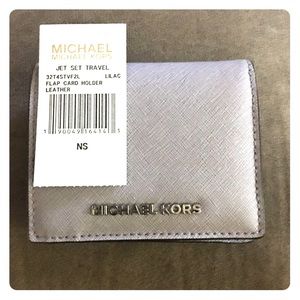 MICHAEL
MICHAEL KORS
JET SET TRAVEL
32T4STVF2L LILAC
FLAP CARD HOLDER
LEATHER
NS
MICHAEL KORS